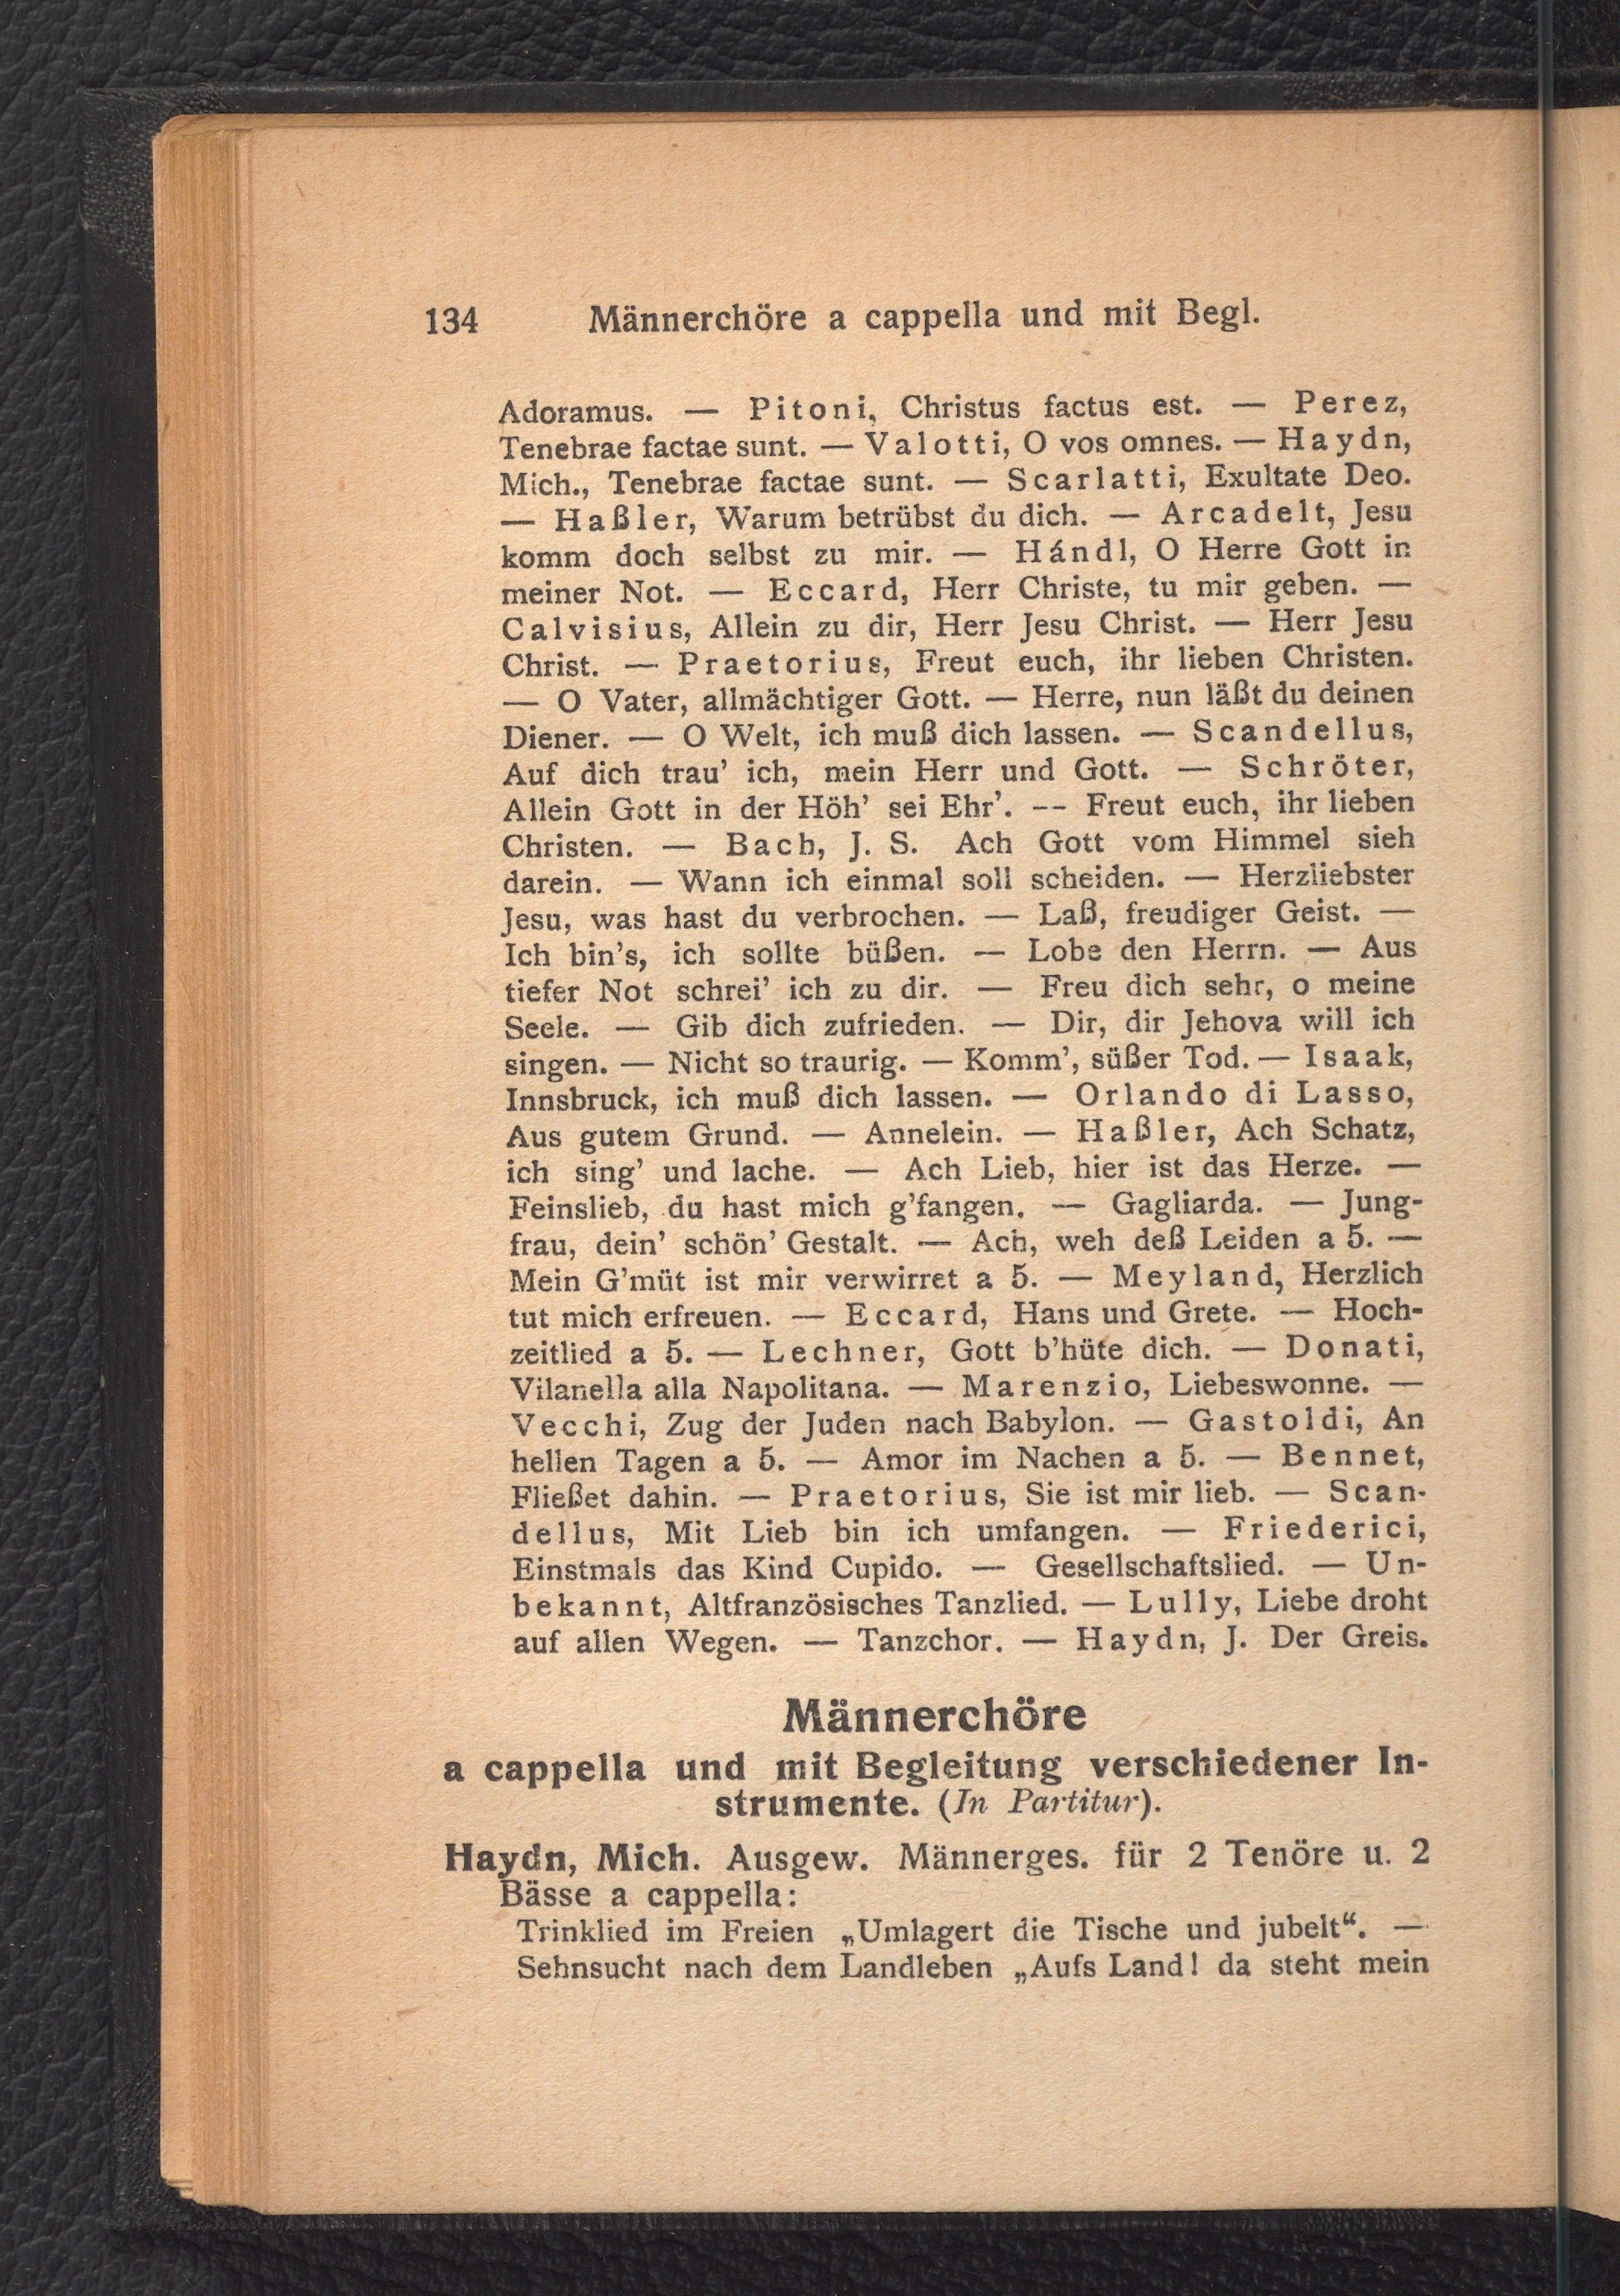 134 Männerchöre a cappella und mit Begl.
Adoramus. — Pitoni, Christus factus est. — Perez,
Tenebrae factae sunt. — Valotti, O vos omnes. — Haydn,
Mich., Tenebrae factae sunt. — Scarlatti, Exultate Deo.
— Haßler, Warum betrübst du dich. — Arcadelt, Jesu
komm doch selbst zu mir. — Hándl, O Herre Gott in
meiner Not. — Eccard, Herr Christe, tu mir geben. —
Calvisius, Allein zu dir, Herr Jesu Christ. — Herr Jesu
Christ. — Praetorius, Freut euch, ihr lieben Christen.
— O Vater, allmächtiger Gott. — Herre, nun läßt du deinen
Diener. — O Welt, ich muß dich lassen. — Scandellus,
Auf dich trau' ich, mein Herr und Gott. — Schröter,
Allein Gott in der Höh' sei Ehr'. -- Freut euch, ihr lieben
Christen. — Bach, J. S. Ach Gott vom Himmel sieh
darein. — Wann ich einmal soll scheiden. — Herzliebster
Jesu, was hast du verbrochen. — Laß, freudiger Geist. —
Ich bin's, ich sollte büßen. — Lobe den Herrn. — Aus
tiefer Not schrei' ich zu dir. — Freu dich sehr, o meine
Seele. — Gib dich zufrieden. — Dir, dir Jehova will ich
singen. — Nicht so traurig. — Komm', süßer Tod. — Isaak,
Innsbruck, ich muß dich lassen. — Orlando di Lasso,
Aus gutem Grund. — Annelein. — Haßler, Ach Schatz,
ich sing' und lache. — Ach Lieb, hier ist das Herze. —
Feinslieb, du hast mich g'fangen. — Gagliarda. — Jung-
frau, dein' schön' Gestalt. — Ach, weh deß Leiden a 5. —
Mein G'müt ist mir verwirret a 5. — Meyland, Herzlich
tut mich erfreuen. — Eccard, Hans und Grete. — Hoch-
zeitlied a 5. — Lechner, Gott b'hüte dich. — Donati,
Vilanella alla Napolitana. — Marenzio, Liebeswonne. —
Vecchi, Zug der Juden nach Babylon. — Gastoldi, An
hellen Tagen a 5. — Amor im Nachen a 5. — Bennet,
Fließet dahin. — Praetorius, Sie ist mir lieb. — Scan-
dellus, Mit Lieb bin ich umfangen. — Friederici,
Einstmals das Kind Cupido. — Gesellschaftslied. — Un-
bekannt, Altfranzösisches Tanzlied. — Lully, Liebe droht
auf allen Wegen. — Tanzchor. — Haydn, J. Der Greis.
Männerchöre
a cappella und mit Begleitung verschiedener In-
strumente. (In Partitur).
Haydn, Mich. Ausgew. Männerges. für 2 Tenöre u. 2
Bässe a cappella:
Trinklied im Freien „Umlagert die Tische und jubelt“. —
Sehnsucht nach dem Landleben „Aufs Land! da steht mein